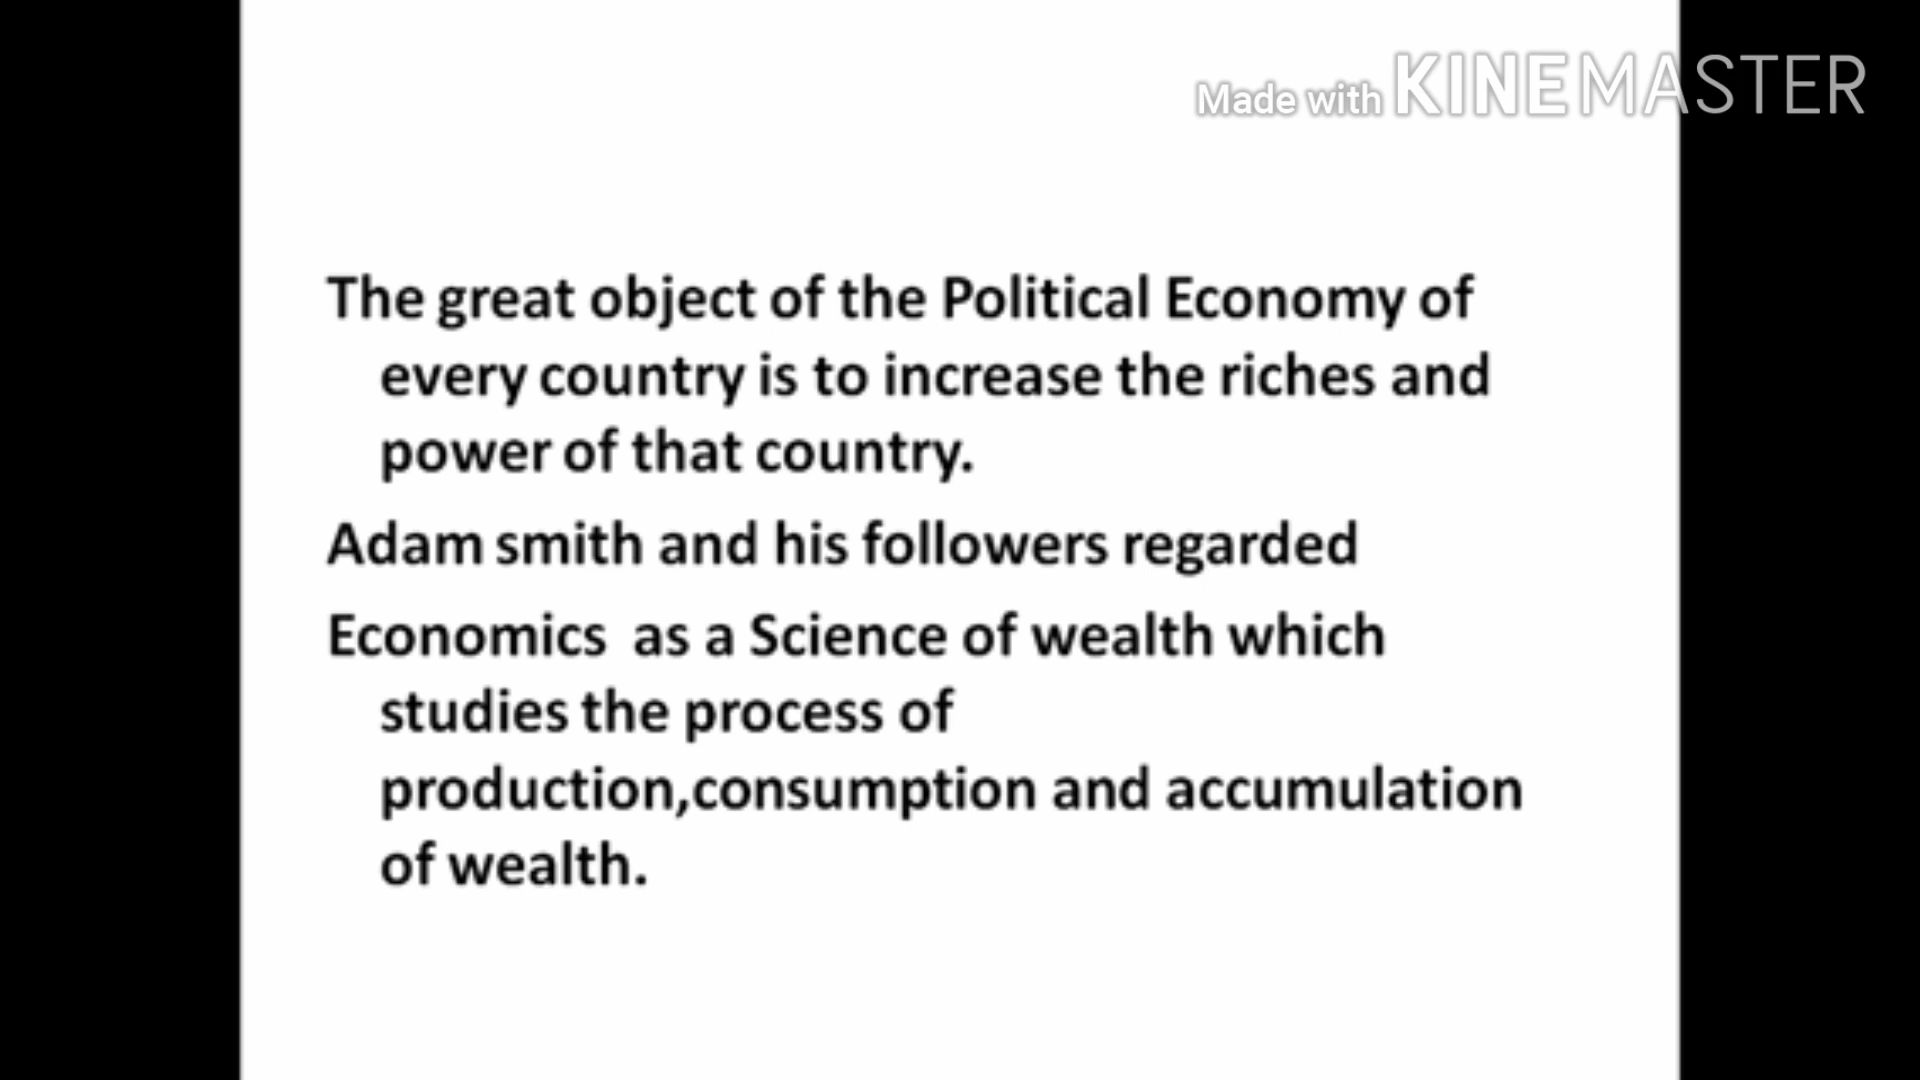 Made with KINEMASTER
The great object of the Political Economy of
every country is to increase the riches and
power of that country.
Adam smith and his followers regarded
Economics as a Science of wealth which
studies the process of
production,consumption and accumulation
of wealth.